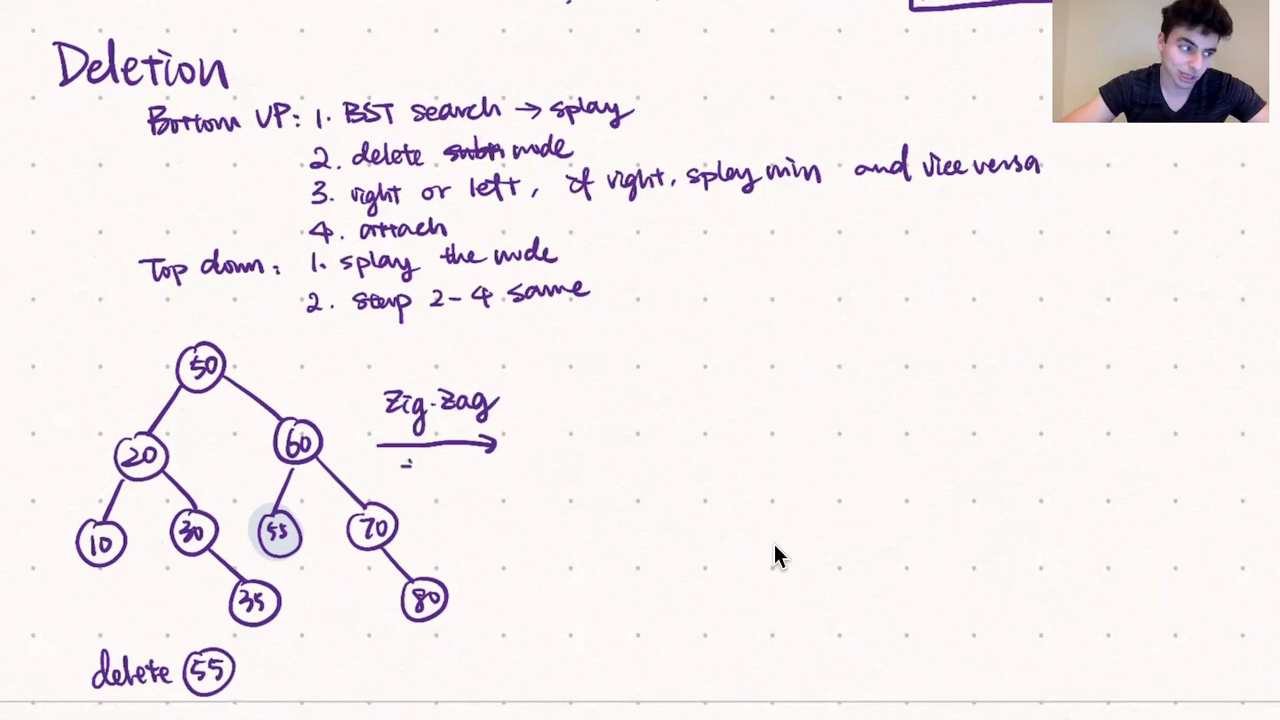 Deletion
Bottom UP: 1. BST search → splay
2. delete node
3. right or left, if right, splay min and vice versa
4. attach
Top down: 1. splay the node
2. step 2-4 same
50
zig-zag
20 60
10 30 55 70
35 80
delete 55